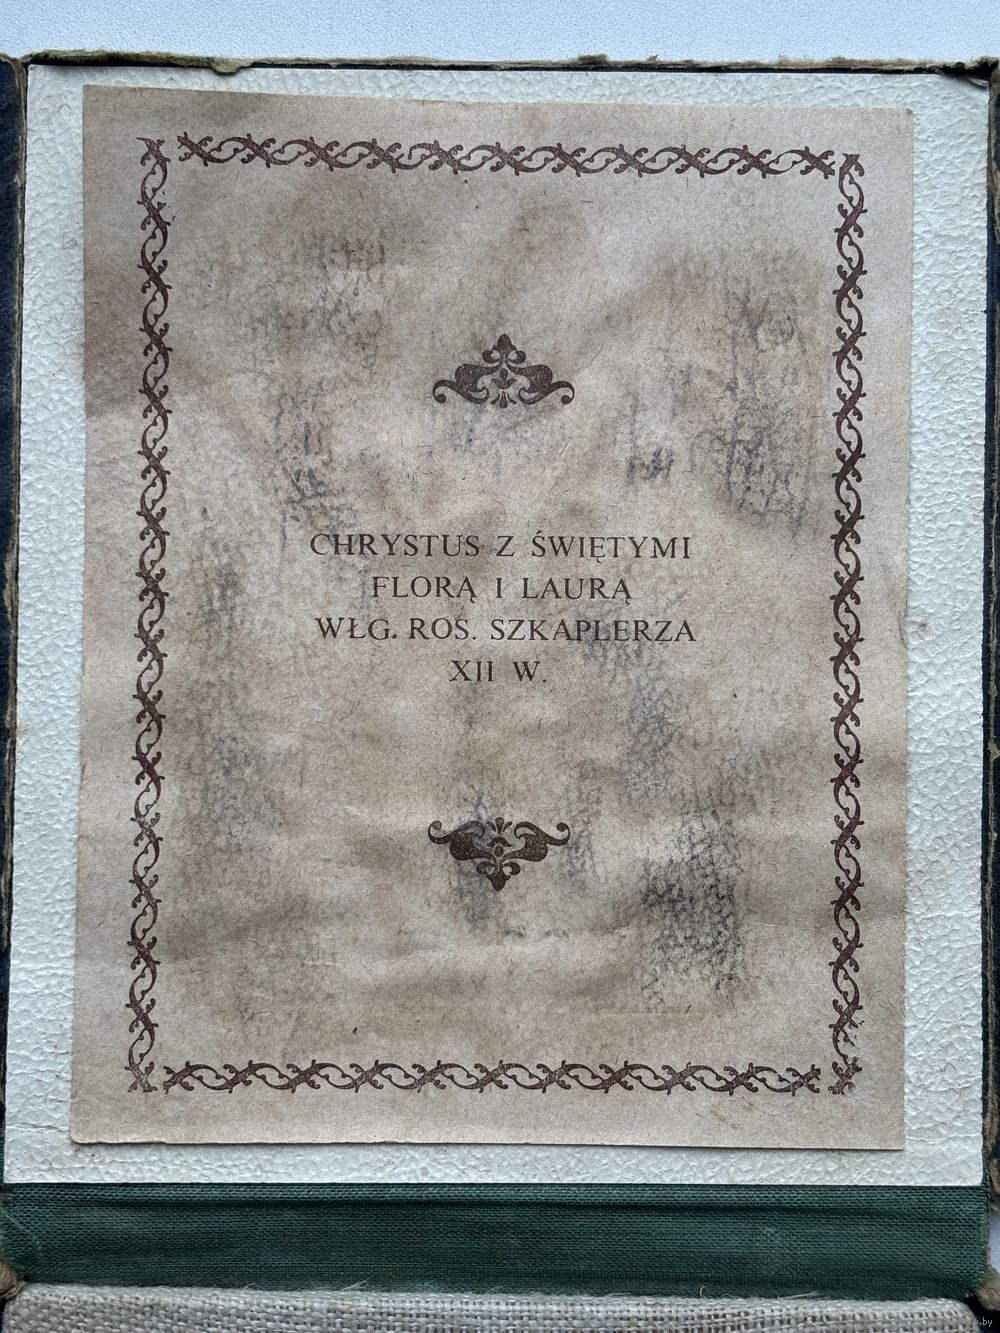 CHRYSTUS Z ŚWIĘTYMI
FLORĄ I LAURĄ
WŁG. ROS. SZKAPLERZA
XII W.